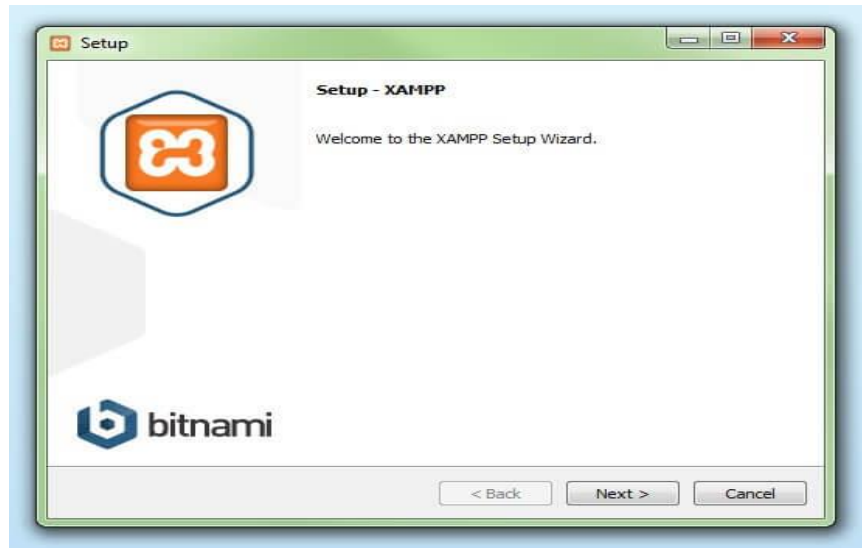 Setup
Setup - XAMPP
Welcome to the XAMPP Setup Wizard.
bitnami
< Back Next > Cancel